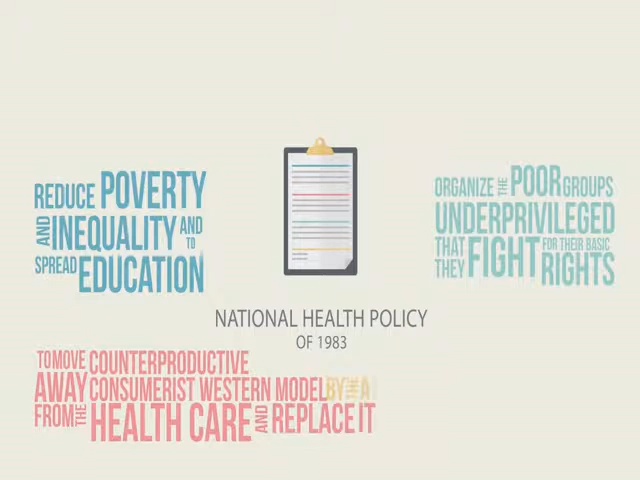 REDUCE POVERTY
AND INEQUALITY AND TO
SPREAD EDUCATION
NATIONAL HEALTH POLICY
OF 1983
ORGANIZE THE POOR GROUPS
UNDERPRIVILEGED
THAT THEY FIGHT FOR THEIR BASIC RIGHTS
TO MOVE COUNTERPRODUCTIVE
AWAY CONSUMERIST WESTERN MODEL BY A
FROM THE HEALTH CARE AND REPLACE IT